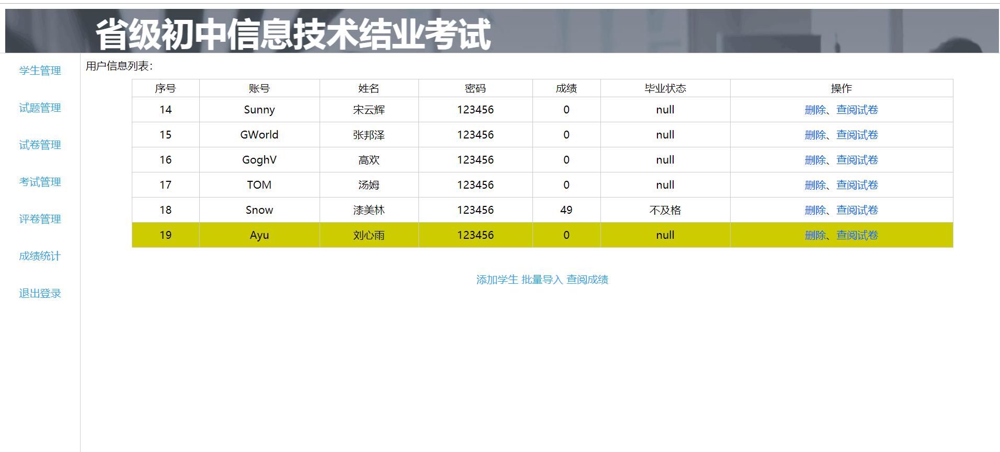 省级初中信息技术结业考试
学生管理
试题管理
试卷管理
考试管理
评卷管理
成绩统计
退出登录
用户信息列表：
序号 账号 姓名 密码 成绩 毕业状态 操作
14 Sunny 宋云辉 123456 0 null 删除、查阅试卷
15 GWorld 张邦泽 123456 0 null 删除、查阅试卷
16 GoghV 高欢 123456 0 null 删除、查阅试卷
17 TOM 汤姆 123456 0 null 删除、查阅试卷
18 Snow 漆美林 123456 49 不及格 删除、查阅试卷
19 Ayu 刘心雨 123456 0 null 删除、查阅试卷
添加学生 批量导入 查阅成绩